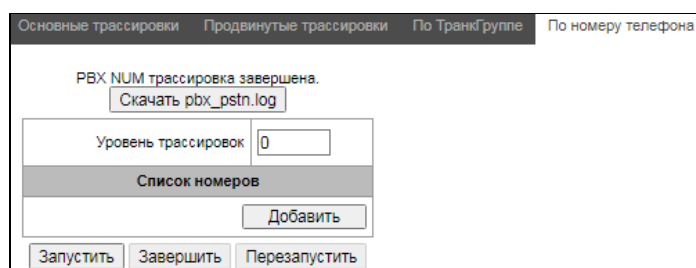 Основные трассировки Продвинутые трассировки По ТранкГруппе По номеру телефона
PBX NUM трассировка завершена.
Скачать pbx_pstn.log
Уровень трассировок 0
Список номеров
Добавить
Запустить Завершить Перезапустить